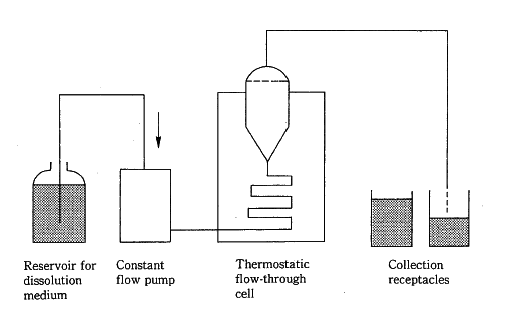 Reservoir for
dissolution
medium
Constant
flow pump
Thermostatic
flow-through
cell
Collection
receptacles